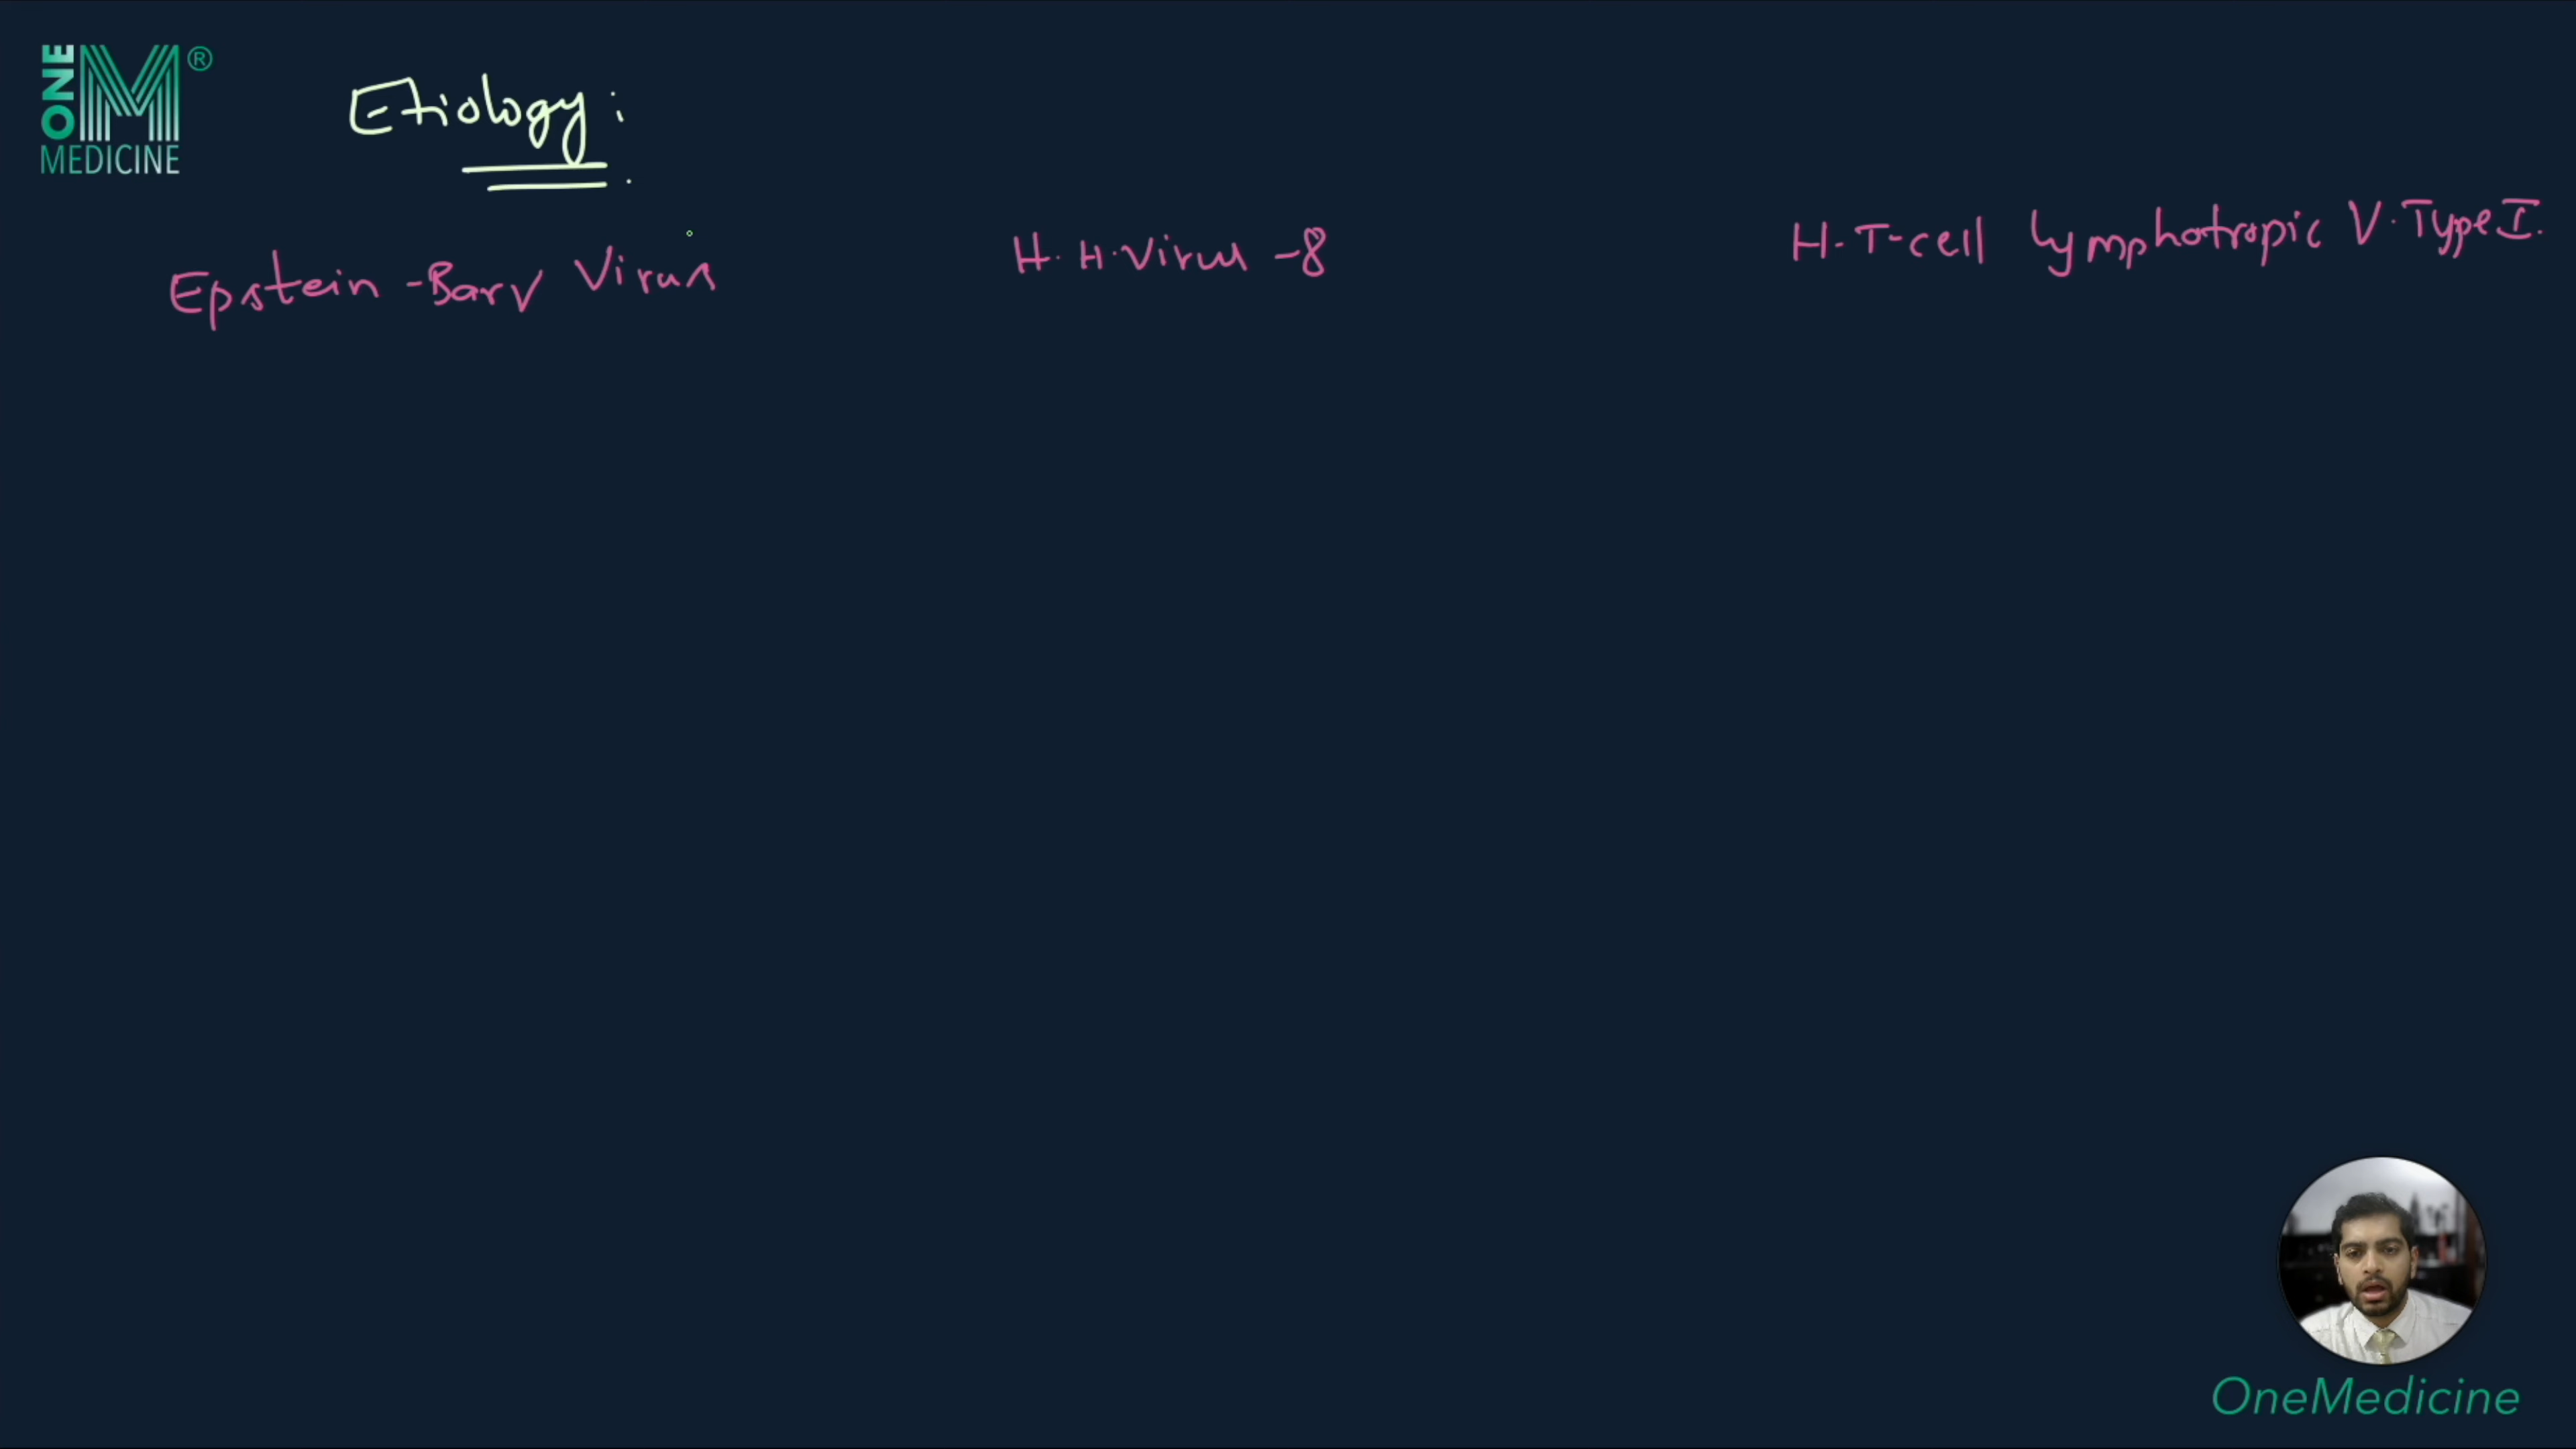 ONE
M®
MEDICINE
Etiology:
Epstein-Barr Virus
H.H.Virus -8
H.T-cell Lymphotropic V.Type I.
OneMedicine